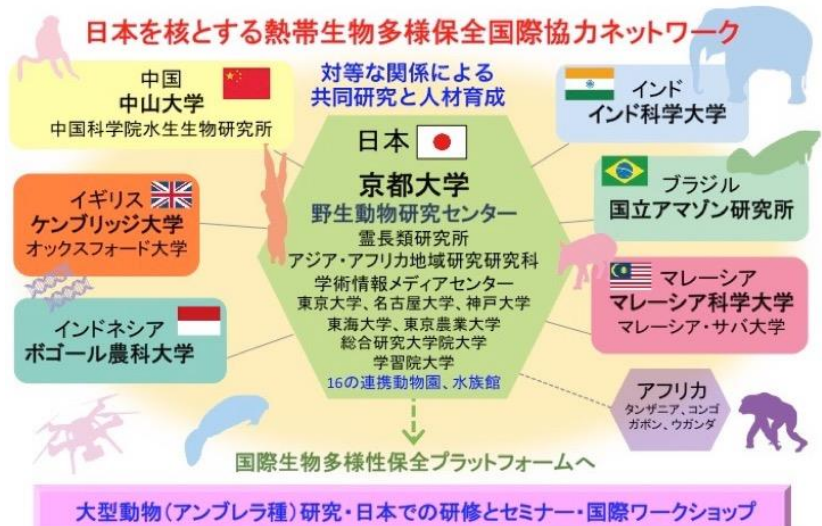 日本を核とする熱帯生物多様保全国際協力ネットワーク
対等な関係による
共同研究と人材育成
中国
中山大学
中国科学院水生生物研究所
インド
インド科学大学
イギリス
ケンブリッジ大学
オックスフォード大学
日本
京都大学
野生動物研究センター
霊長類研究所
アジア・アフリカ地域研究研究科
学術情報メディアセンター
東京大学、名古屋大学、神戸大学
東海大学、東京農業大学
総合研究大学院大学
学習院大学
16の連携動物園、水族館
ブラジル
国立アマゾン研究所
マレーシア
マレーシア科学大学
マレーシア・サバ大学
インドネシア
ボゴール農科大学
アフリカ
タンザニア、コンゴ
ガボン、ウガンダ
国際生物多様性保全プラットフォームへ
大型動物(アンブレラ種)研究・日本での研修とセミナー・国際ワークショップ